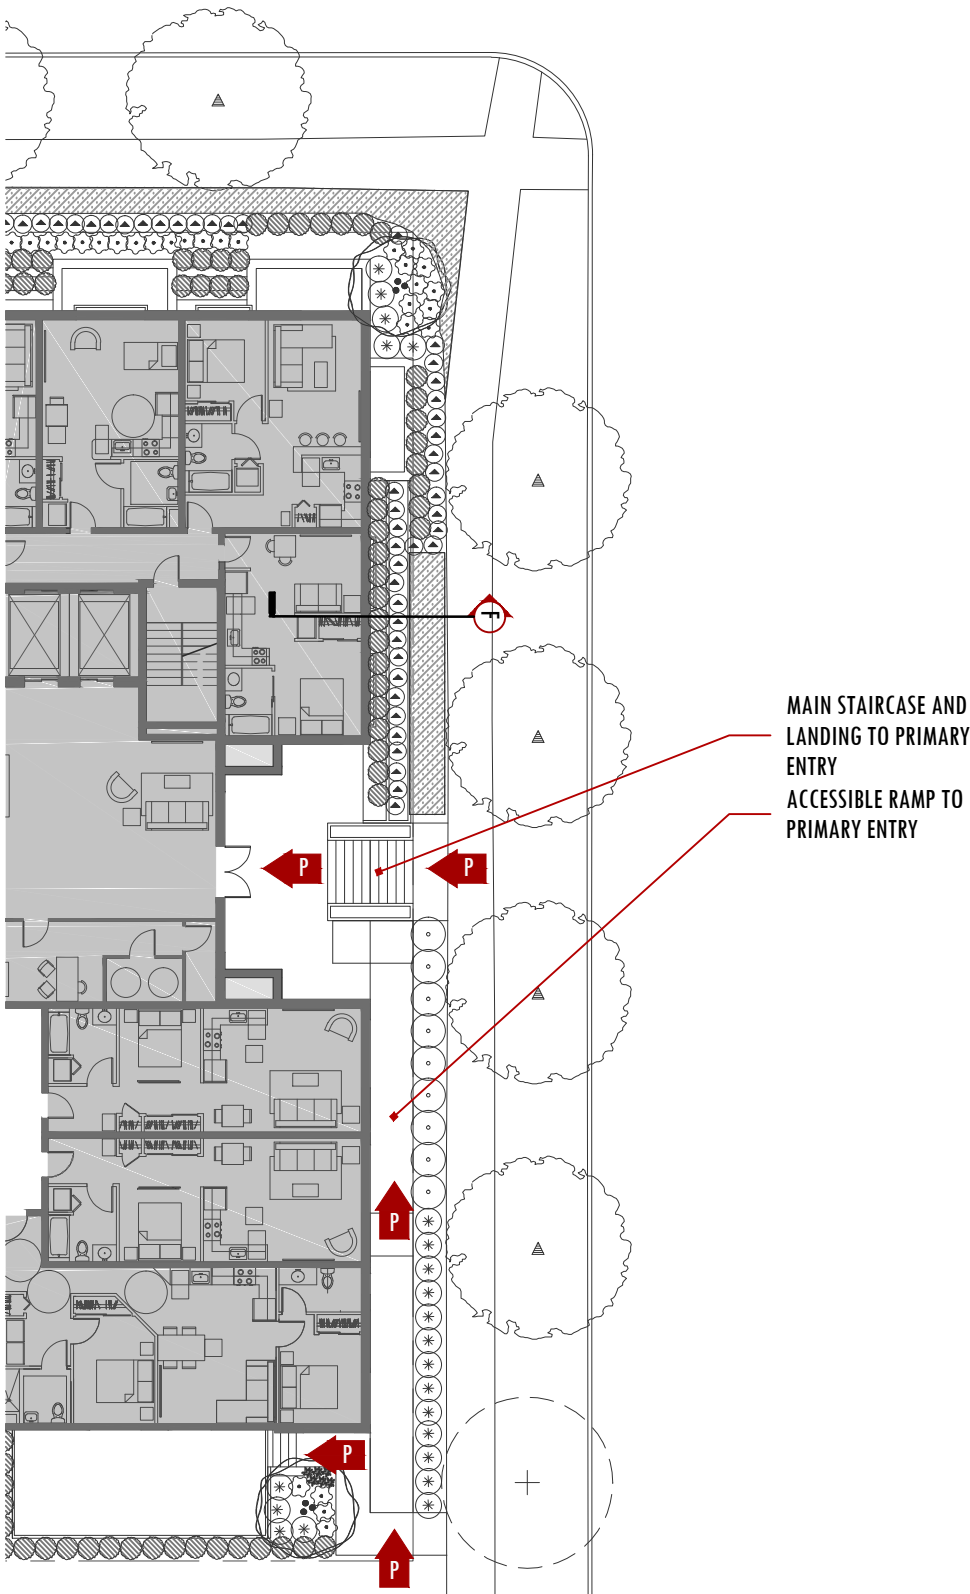 F
MAIN STAIRCASE AND
LANDING TO PRIMARY
ENTRY
ACCESSIBLE RAMP TO
PRIMARY ENTRY
P
P
P
P
P